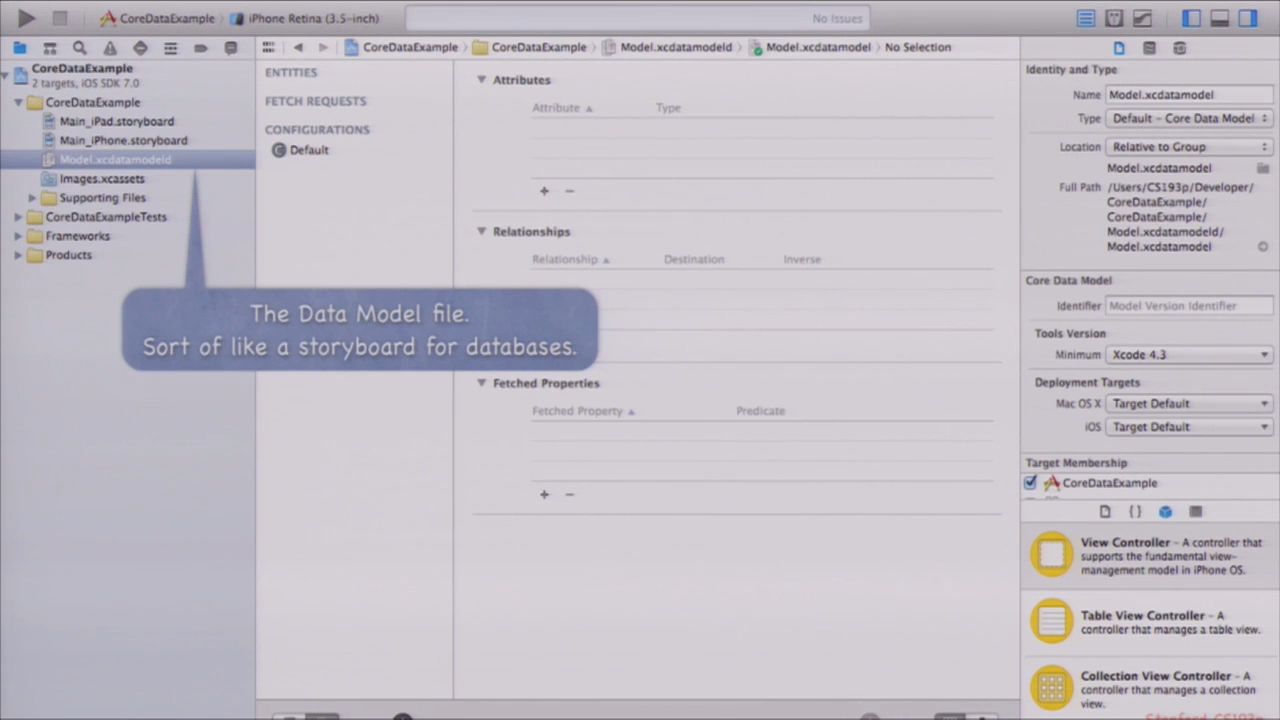 CoreDataExample
iPhone Retina (3.5-inch)
No Issues
CoreDataExample
CoreDataExample
Model.xcdatamodeld
Model.xcdatamodel
No Selection
CoreDataExample
2 targets, iOS SDK 7.0
CoreDataExample
Main_iPad.storyboard
Main_iPhone.storyboard
Model.xcdatamodeld
Images.xcassets
Supporting Files
CoreDataExampleTests
Frameworks
Products
ENTITIES
FETCH REQUESTS
CONFIGURATIONS
C Default
Attributes
Attribute Type
+ −
Relationships
Relationship Destination Inverse
The Data Model file.
Sort of like a storyboard for databases.
Fetched Properties
Fetched Property Predicate
+ −
Identity and Type
Name Model.xcdatamodel
Type Default - Core Data Model
Location Relative to Group
Model.xcdatamodel
Full Path /Users/CS193p/Developer/
CoreDataExample/
CoreDataExample/
Model.xcdatamodeld/
Model.xcdatamodel
Core Data Model
Identifier Model Version Identifier
Tools Version
Minimum Xcode 4.3
Deployment Targets
Mac OS X Target Default
iOS Target Default
Target Membership
CoreDataExample
{ }
View Controller - A controller that
supports the fundamental view-
management model in iPhone OS.
Table View Controller - A
controller that manages a table view.
Collection View Controller - A
controller that manages a collection
view.
Stanford CS193p